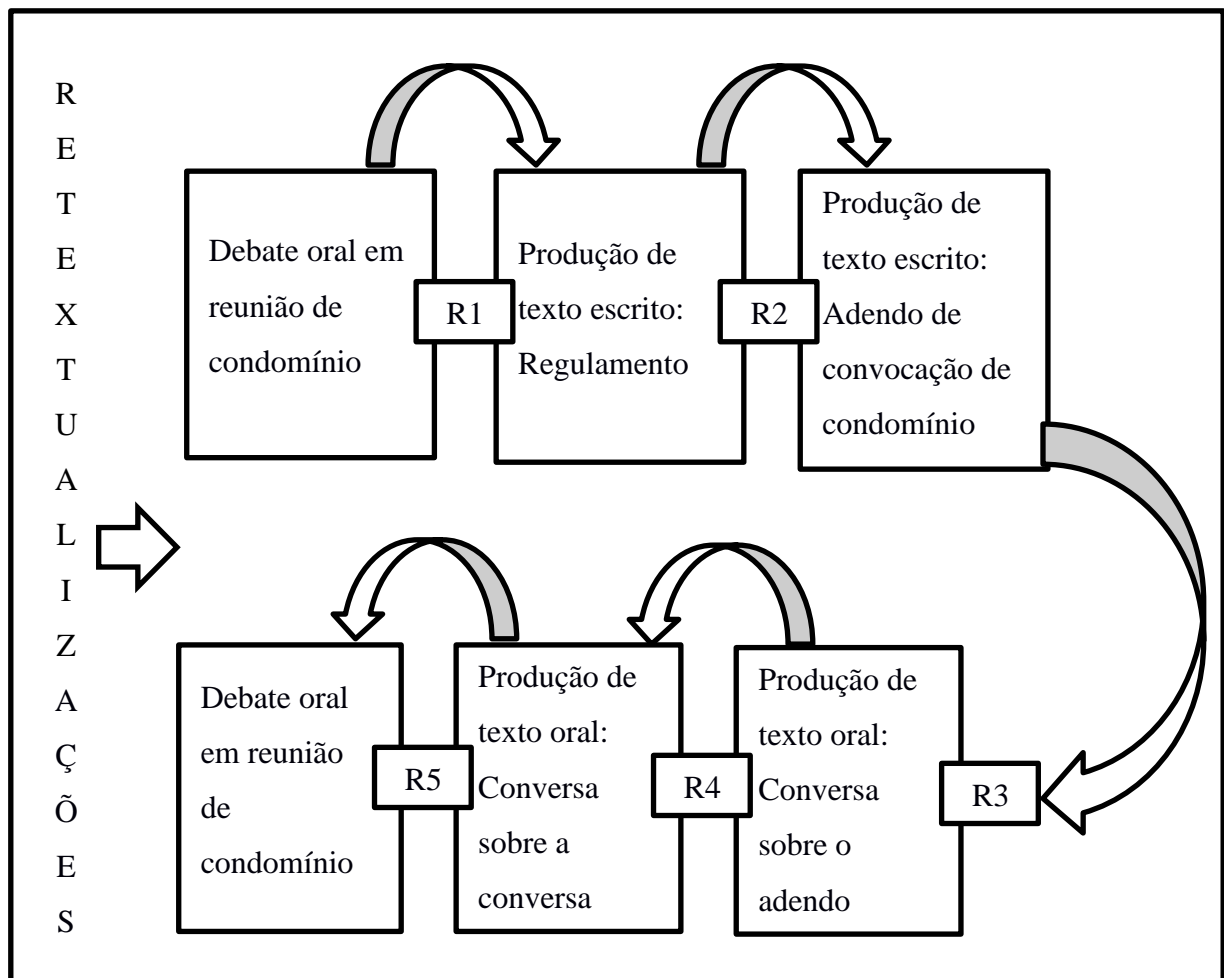 R
E
T
E
X
T
U
A
L
I
Z
A
Ç
Õ
E
S
Debate oral em
reunião de
condomínio
R1
Produção de
texto escrito:
Regulamento
R2
Produção de
texto escrito:
Adendo de
convocação de
condomínio
R3
Produção de
texto oral:
Conversa
sobre o
adendo
R4
Produção de
texto oral:
Conversa
sobre a
conversa
R5
Debate oral
em reunião
de
condomínio